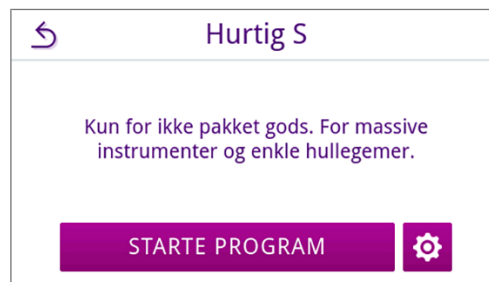 Hurtig S
Kun for ikke pakket gods. For massive
instrumenter og enkle hullegemer.
STARTE PROGRAM